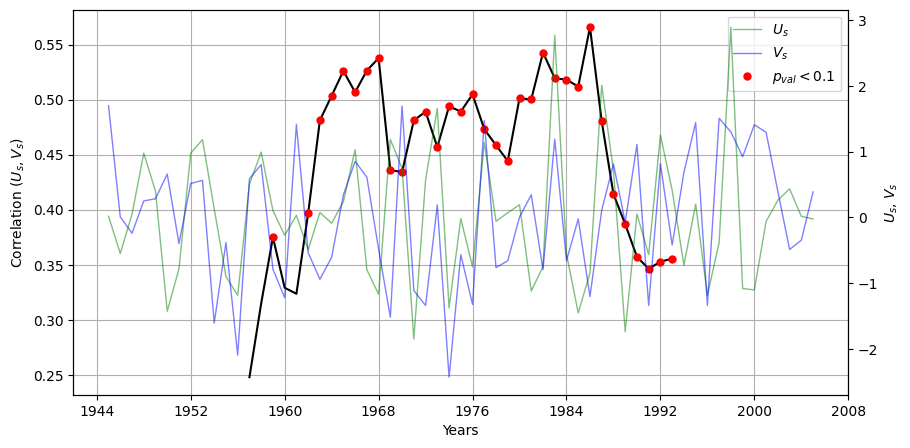 U_s
V_s
p_val < 0.1
Correlation (U_s, V_s)
0.55
0.50
0.45
0.40
0.35
0.30
0.25
3
2
1
0
−1
−2
U_s, V_s
1944 1952 1960 1968 1976 1984 1992 2000 2008
Years